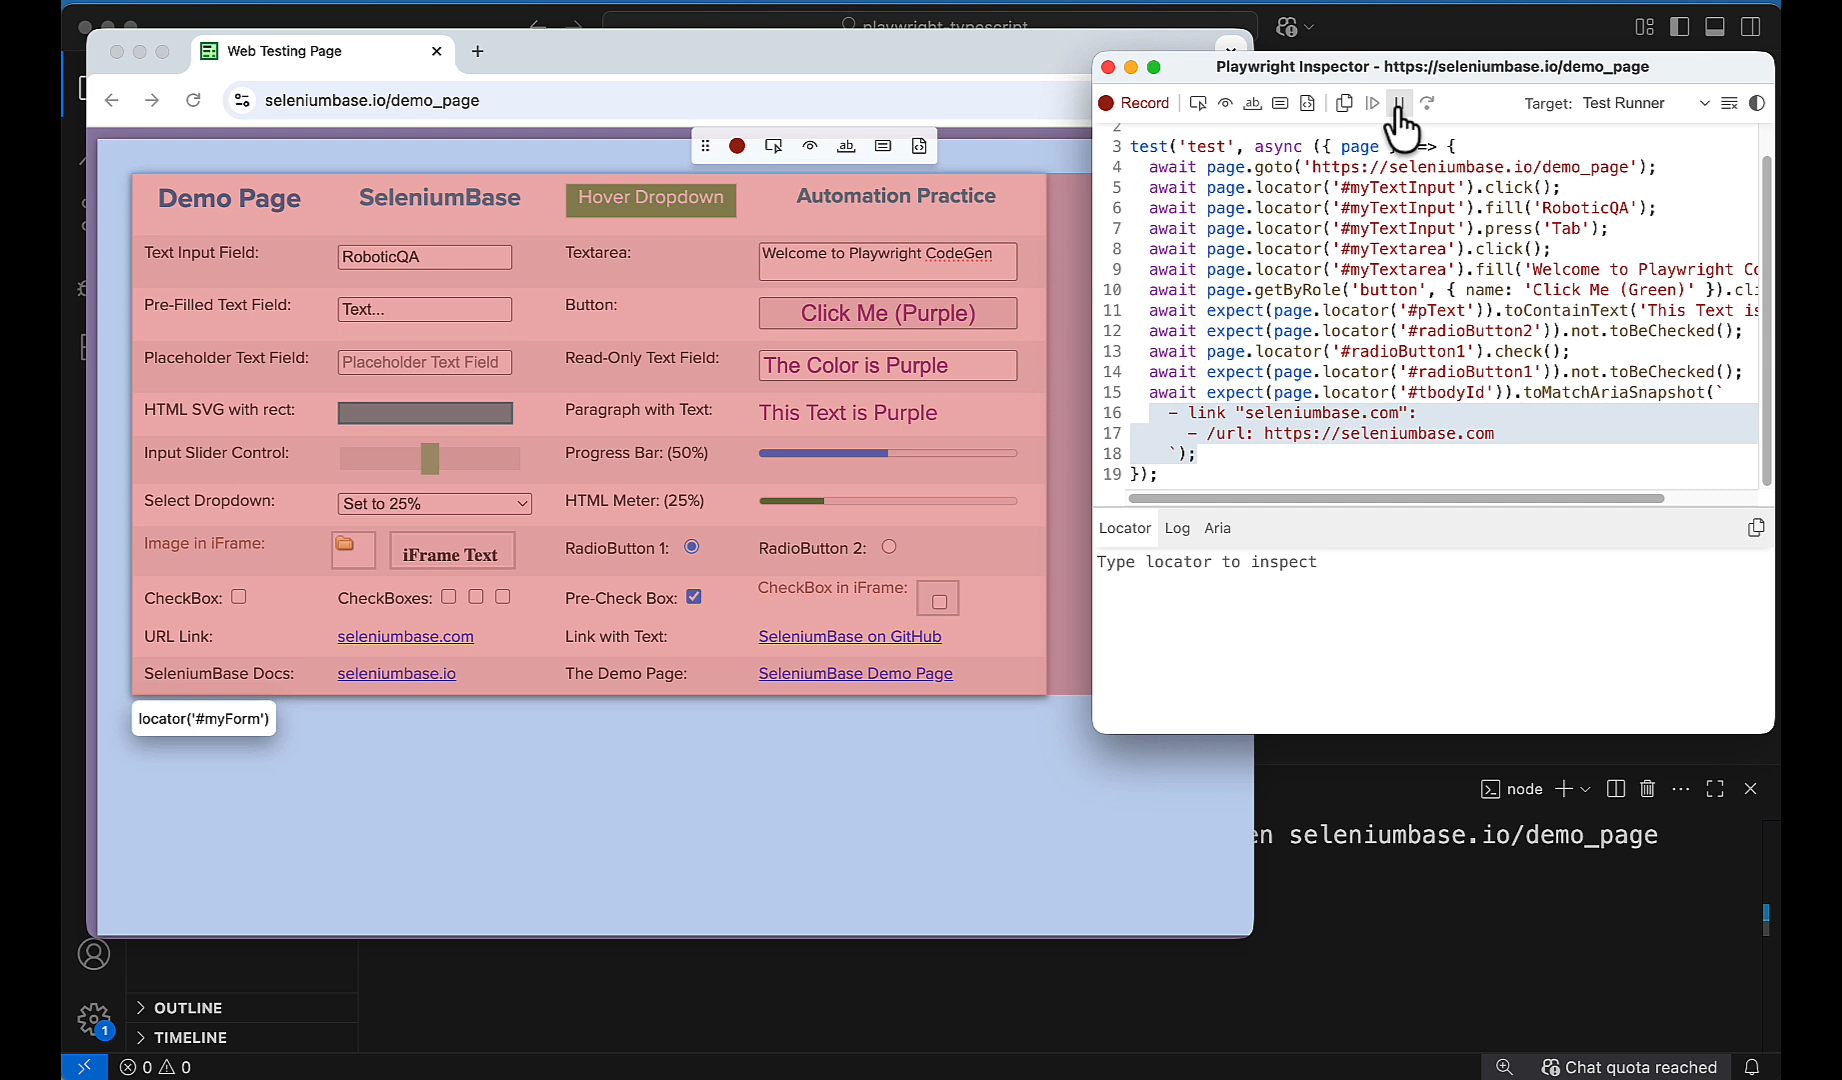 playwright-typescript
Web Testing Page
seleniumbase.io/demo_page
Demo Page
SeleniumBase
Hover Dropdown
Automation Practice
Text Input Field:
RoboticQA
Textarea:
Welcome to Playwright CodeGen
Pre-Filled Text Field:
Text...
Button:
Click Me (Purple)
Placeholder Text Field:
Placeholder Text Field
Read-Only Text Field:
The Color is Purple
HTML SVG with rect:
Paragraph with Text:
This Text is Purple
Input Slider Control:
Progress Bar: (50%)
Select Dropdown:
Set to 25%
HTML Meter: (25%)
Image in iFrame:
iFrame Text
RadioButton 1:
RadioButton 2:
CheckBox:
CheckBoxes:
Pre-Check Box:
CheckBox in iFrame:
URL Link:
seleniumbase.com
Link with Text:
SeleniumBase on GitHub
SeleniumBase Docs:
seleniumbase.io
The Demo Page:
SeleniumBase Demo Page
locator('#myForm')
Playwright Inspector - https://seleniumbase.io/demo_page
Record
Target: Test Runner
2
3 test('test', async ({ page } => {
4 await page.goto('https://seleniumbase.io/demo_page');
5 await page.locator('#myTextInput').click();
6 await page.locator('#myTextInput').fill('RoboticQA');
7 await page.locator('#myTextInput').press('Tab');
8 await page.locator('#myTextarea').click();
9 await page.locator('#myTextarea').fill('Welcome to Playwright Co
10 await page.getByRole('button', { name: 'Click Me (Green)' }).cli
11 await expect(page.locator('#pText')).toContainText('This Text is
12 await expect(page.locator('#radioButton2')).not.toBeChecked();
13 await page.locator('#radioButton1').check();
14 await expect(page.locator('#radioButton1')).not.toBeChecked();
15 await expect(page.locator('#tbodyId')).toMatchAriaSnapshot(`
16 - link "seleniumbase.com":
17 - /url: https://seleniumbase.com
18 `);
19 });
Locator Log Aria
Type locator to inspect
node
en seleniumbase.io/demo_page
1
OUTLINE
TIMELINE
0 0
Chat quota reached